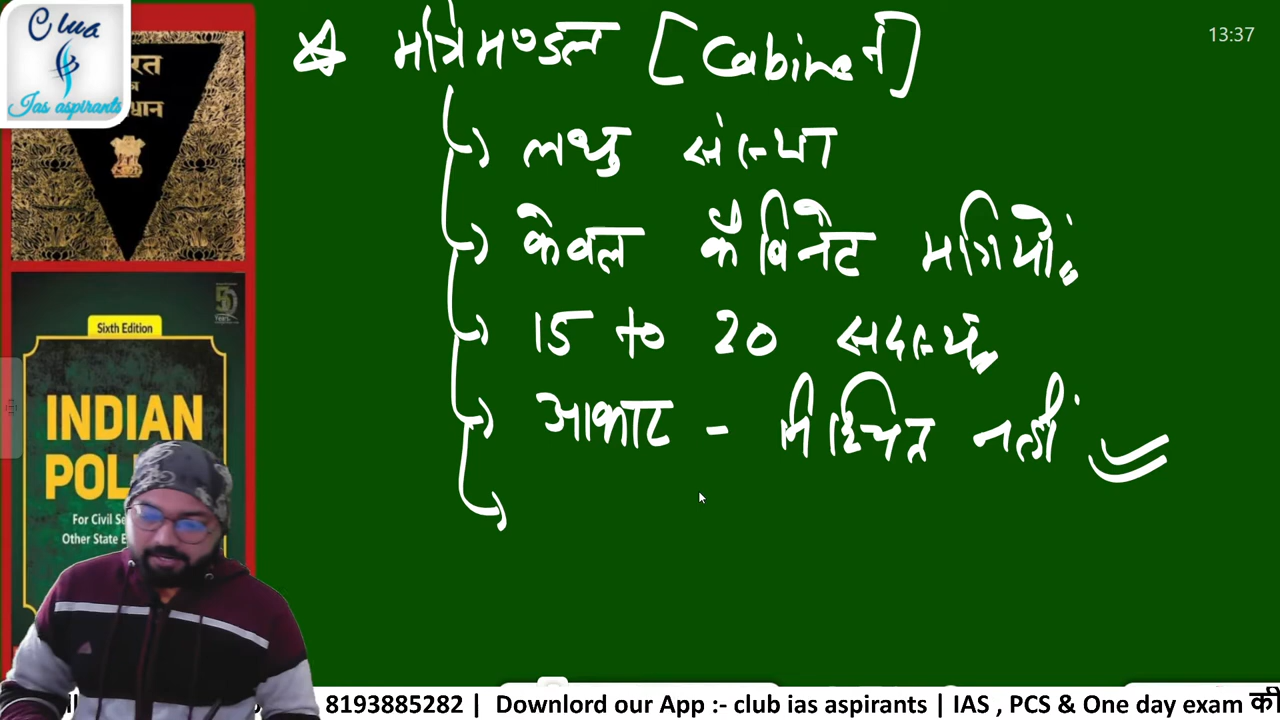 Club
Ias aspirants
13:37
मंत्रिमण्डल [Cabinet]
लघु संस्था
केवल कैबिनेट मंत्रियों
15 to 20 सदस्य
आकार - निश्चित नहीं
Sixth Edition
INDIAN
For Civil Se
Other State E
8193885282 | Downlord our App :- club ias aspirants | IAS , PCS & One day exam की